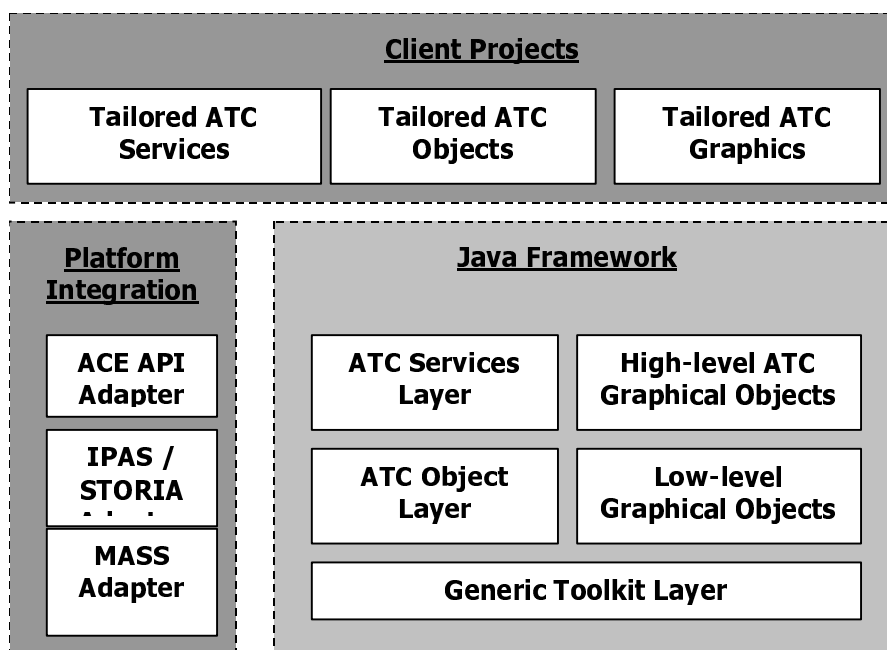 Client Projects
Tailored ATC
Services
Tailored ATC
Objects
Tailored ATC
Graphics
Platform
Integration
ACE API
Adapter
IPAS /
STORIA
MASS
Adapter
Java Framework
ATC Services
Layer
High-level ATC
Graphical Objects
ATC Object
Layer
Low-level
Graphical Objects
Generic Toolkit Layer